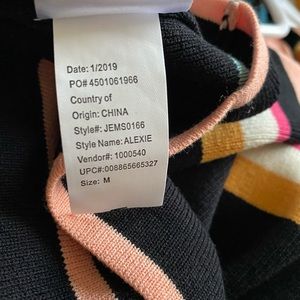 Date: 1/2019
PO# 4501061966
Country of
Origin: CHINA
Style#: JEMS0166
Style Name: ALEXIE
Vendor#: 1000540
UPC#:008865665327
Size: M